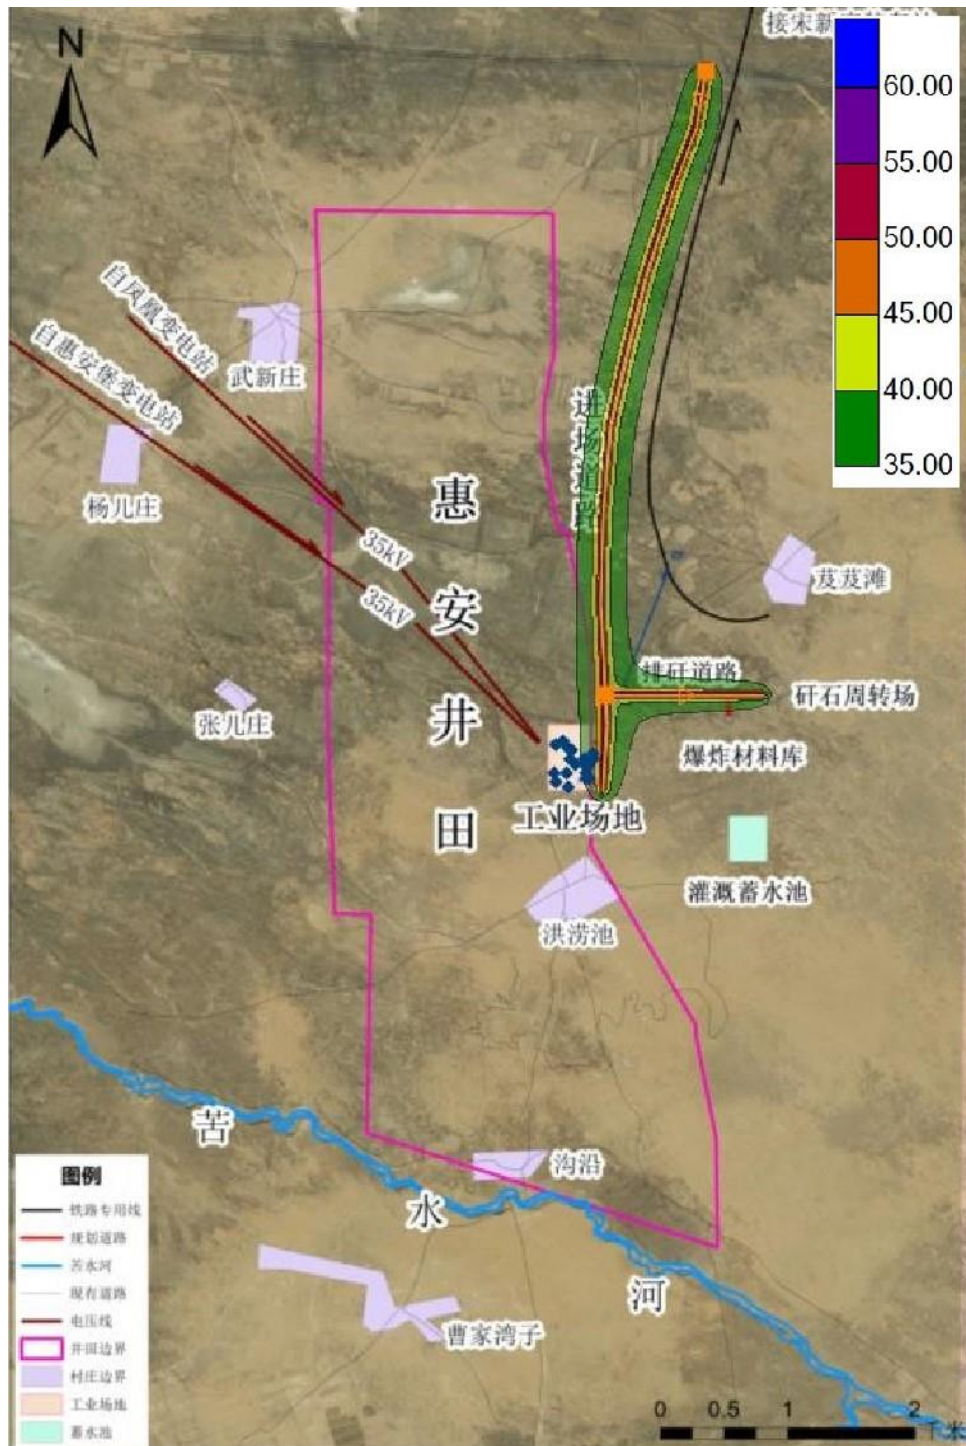 N
接宋新
60.00
55.00
50.00
45.00
40.00
35.00
自凤凰变电站
自惠安堡变电站
武新庄
杨儿庄
进场道路
惠安井田
35kV
35kV
芨芨滩
排矸道路
矸石周转场
张儿庄
爆炸材料库
工业场地
灌溉蓄水池
洪涝池
苦水河
沟沿
曹家湾子
图例
铁路专用线
规划道路
苦水河
现有道路
电压线
井田边界
村庄边界
工业场地
蓄水池
0 0.5 1 2
千米